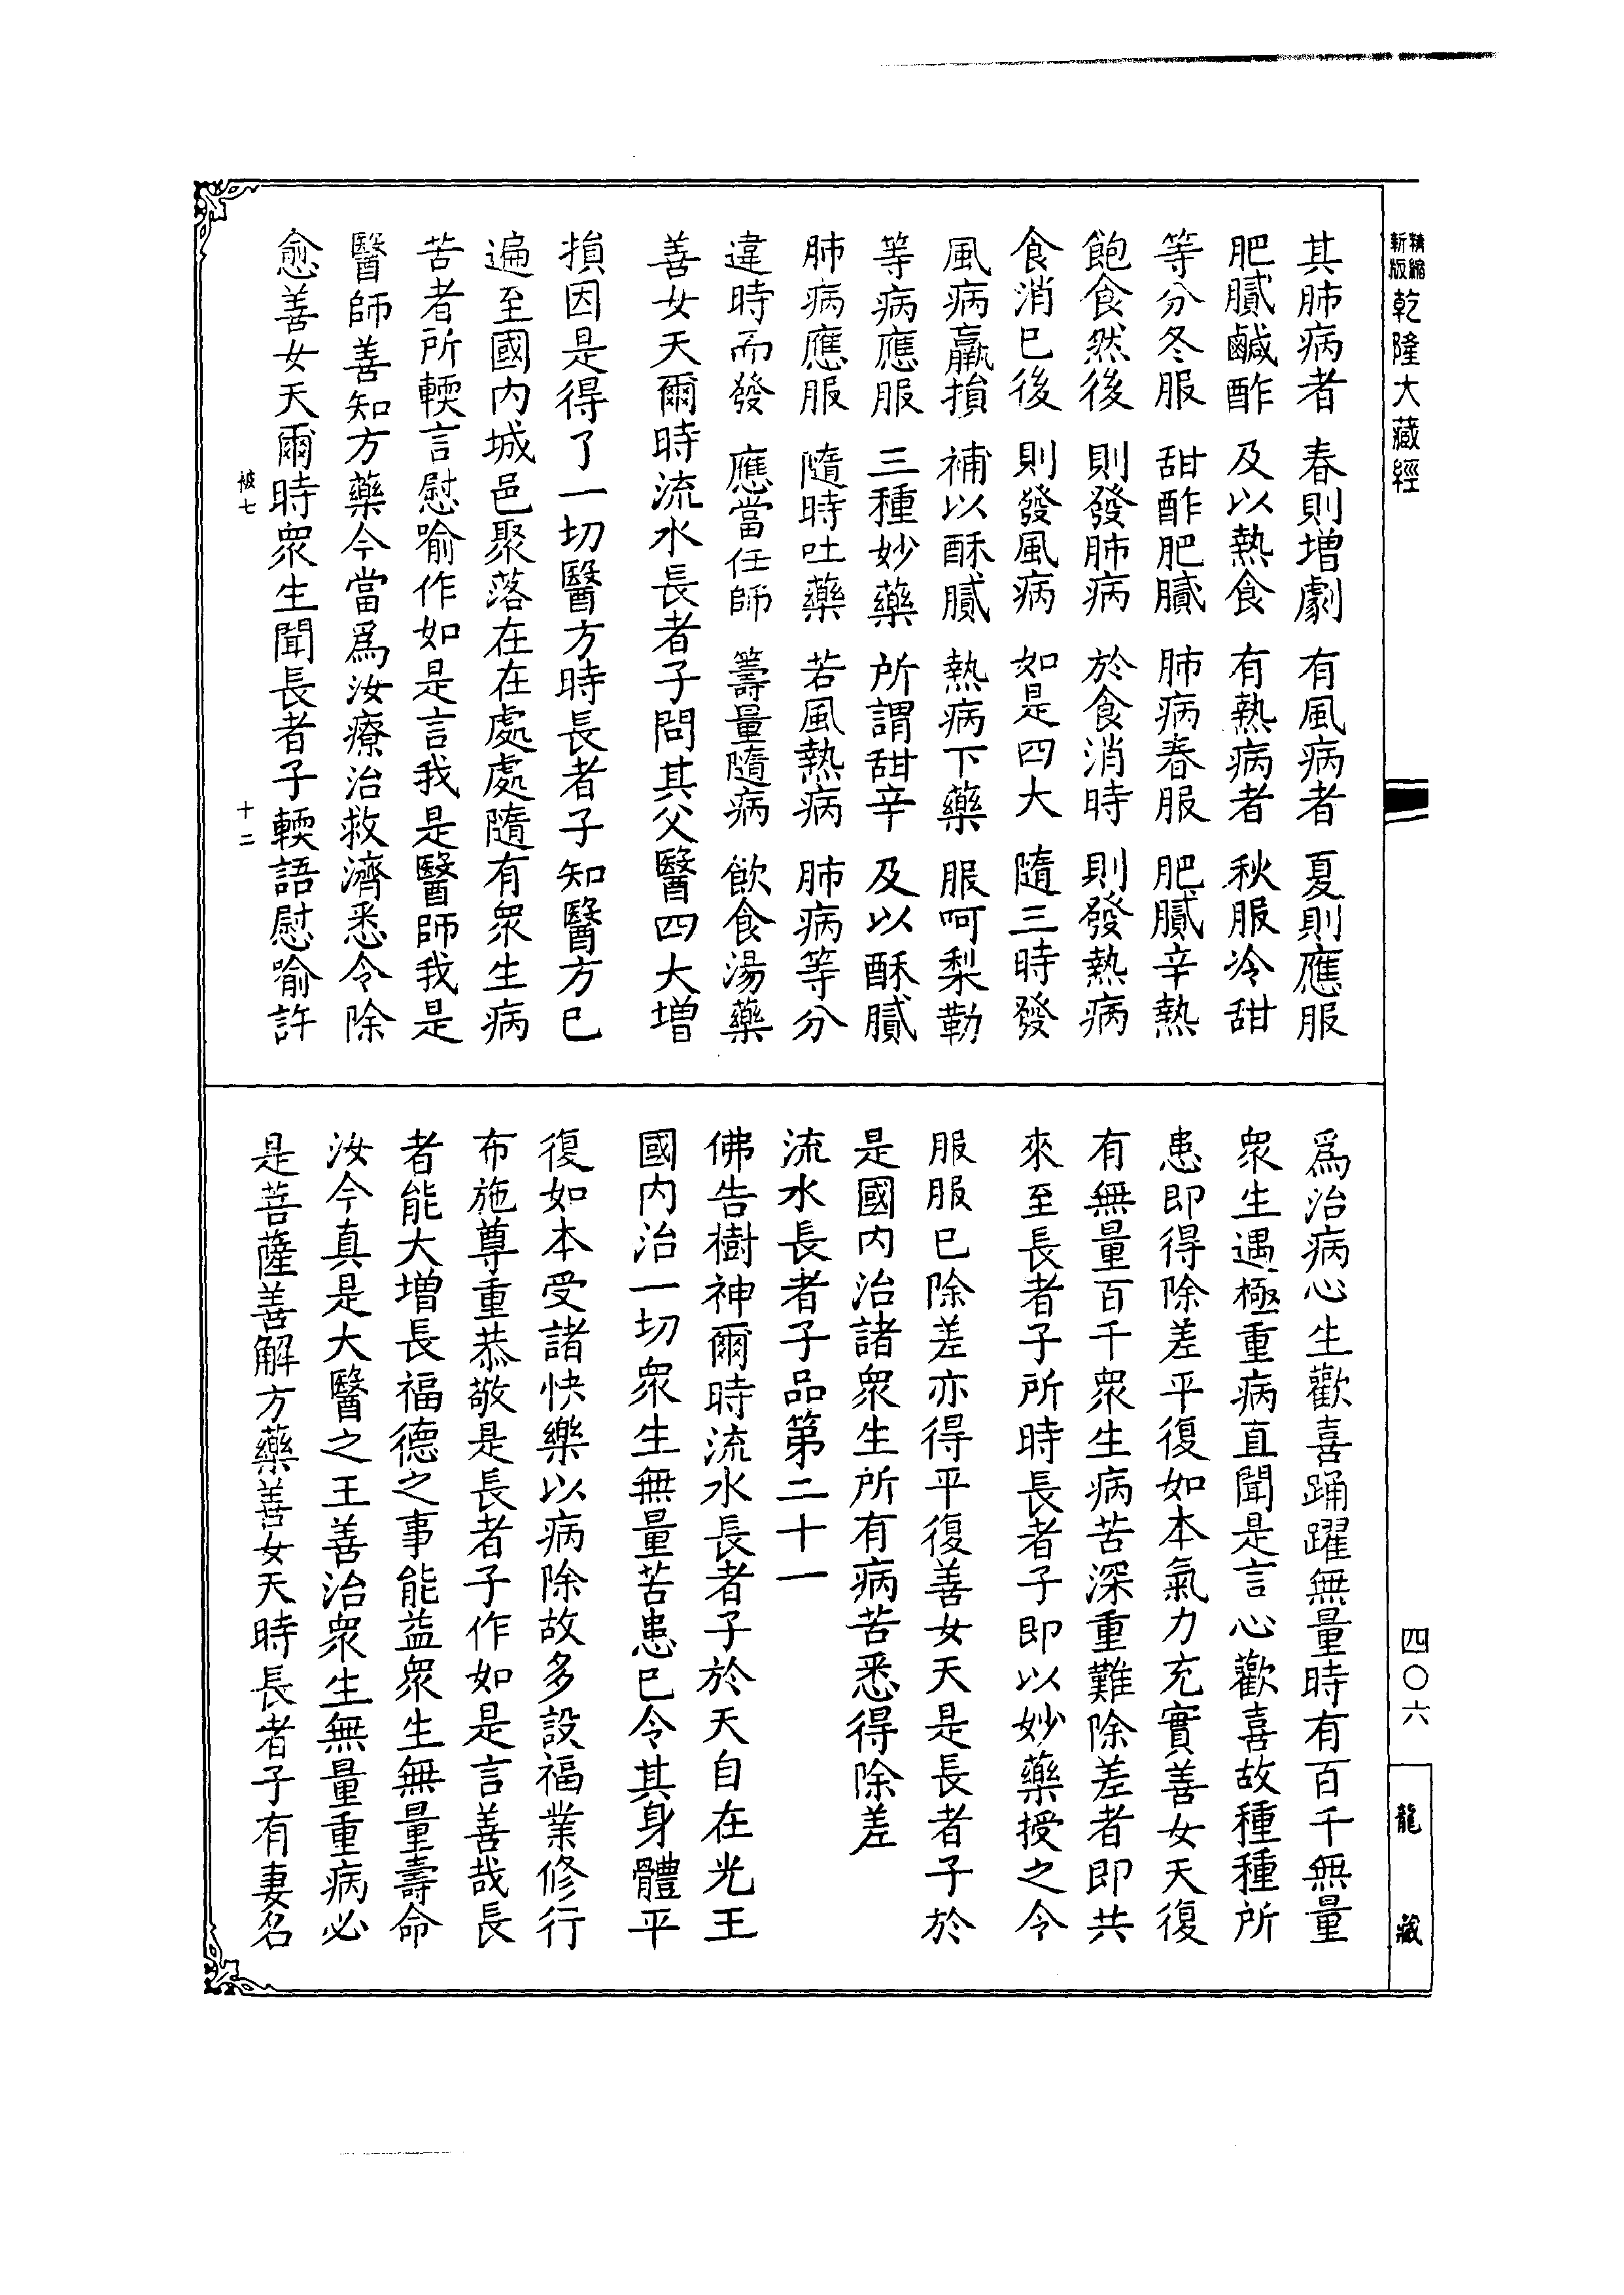 精縮新版乾隆大藏經
四〇六
龍藏
其肺病者　春則增劇　有風病者　夏則應服
肥膩鹹酢　及以熱食　有熱病者　秋服冷甜
等分冬服　甜酢肥膩　肺病春服　肥膩辛熱
飽食然後　則發肺病　於食消時　則發熱病
食消已後　則發風病　如是四大　隨三時發
風病羸損　補以酥膩　熱病下藥　服呵梨勒
等病應服　三種妙藥　所謂甜辛　及以酥膩
肺病應服　隨時吐藥　若風熱病　肺病等分
違時而發　應當任師　籌量隨病　飲食湯藥
善女天爾時流水長者子問其父醫四大增
損因是得了一切醫方時長者子知醫方已
遍至國內城邑聚落在在處處隨有眾生病
苦者所輭言慰喻作如是言我是醫師我是
醫師善知方藥今當爲汝療治救濟悉令除
愈善女天爾時眾生聞長者子輭語慰喻許
被七　十二
爲治病心生歡喜踊躍無量時有百千無量
眾生遇極重病直聞是言心歡喜故種種所
患即得除差平復如本氣力充實善女天復
有無量百千眾生病苦深重難除差者即共
來至長者子所時長者子即以妙藥授之令
服服已除差亦得平復善女天是長者子於
是國內治諸眾生所有病苦悉得除差
流水長者子品第二十一
佛告樹神爾時流水長者子於天自在光王
國內治一切眾生無量苦患已令其身體平
復如本受諸快樂以病除故多設福業修行
布施尊重恭敬是長者子作如是言善哉長
者能大增長福德之事能益眾生無量壽命
汝今真是大醫之王善治眾生無量重病必
是菩薩善解方藥善女天時長者子有妻名